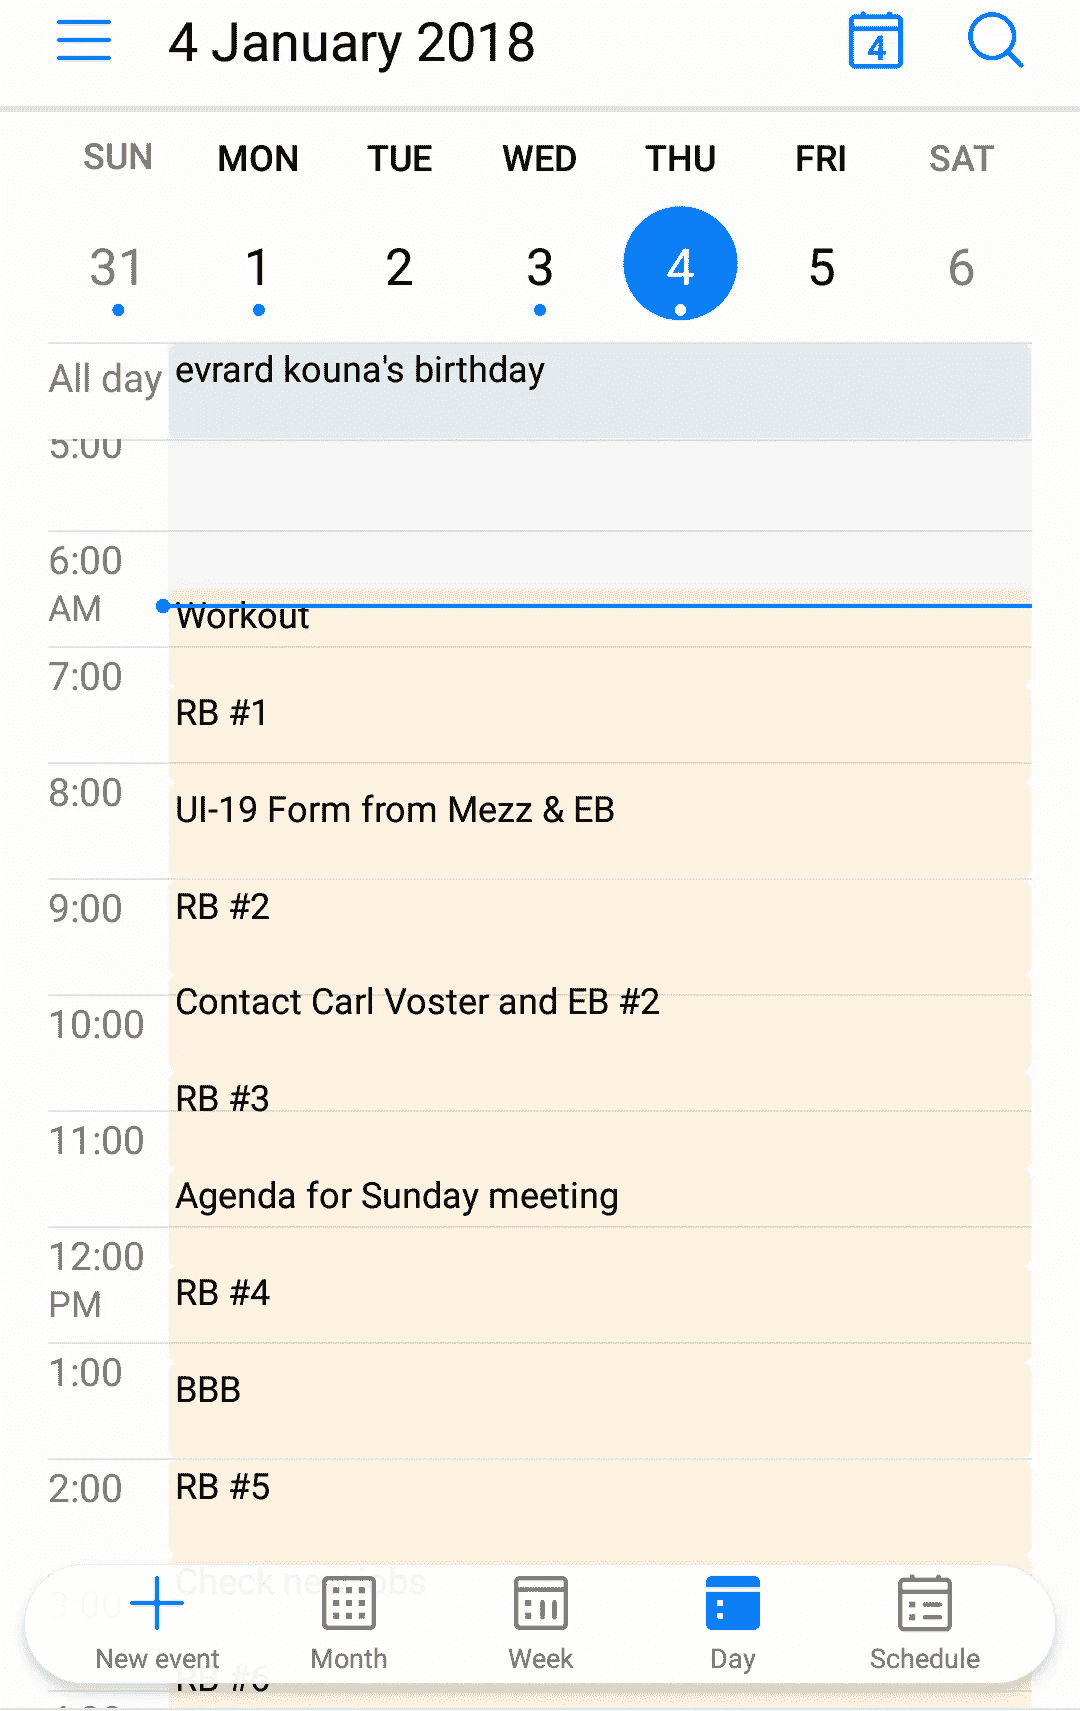 4 January 2018
4
SUN MON TUE WED THU FRI SAT
31 1 2 3 4 5 6
All day evrard kouna's birthday
5:00
6:00
AM
Workout
7:00
RB #1
8:00
UI-19 Form from Mezz & EB
9:00 RB #2
Contact Carl Voster and EB #2
10:00
RB #3
11:00
Agenda for Sunday meeting
12:00
PM
RB #4
1:00
BBB
2:00 RB #5
Check new jobs
3:00
New event Month Week Day Schedule
RB #6